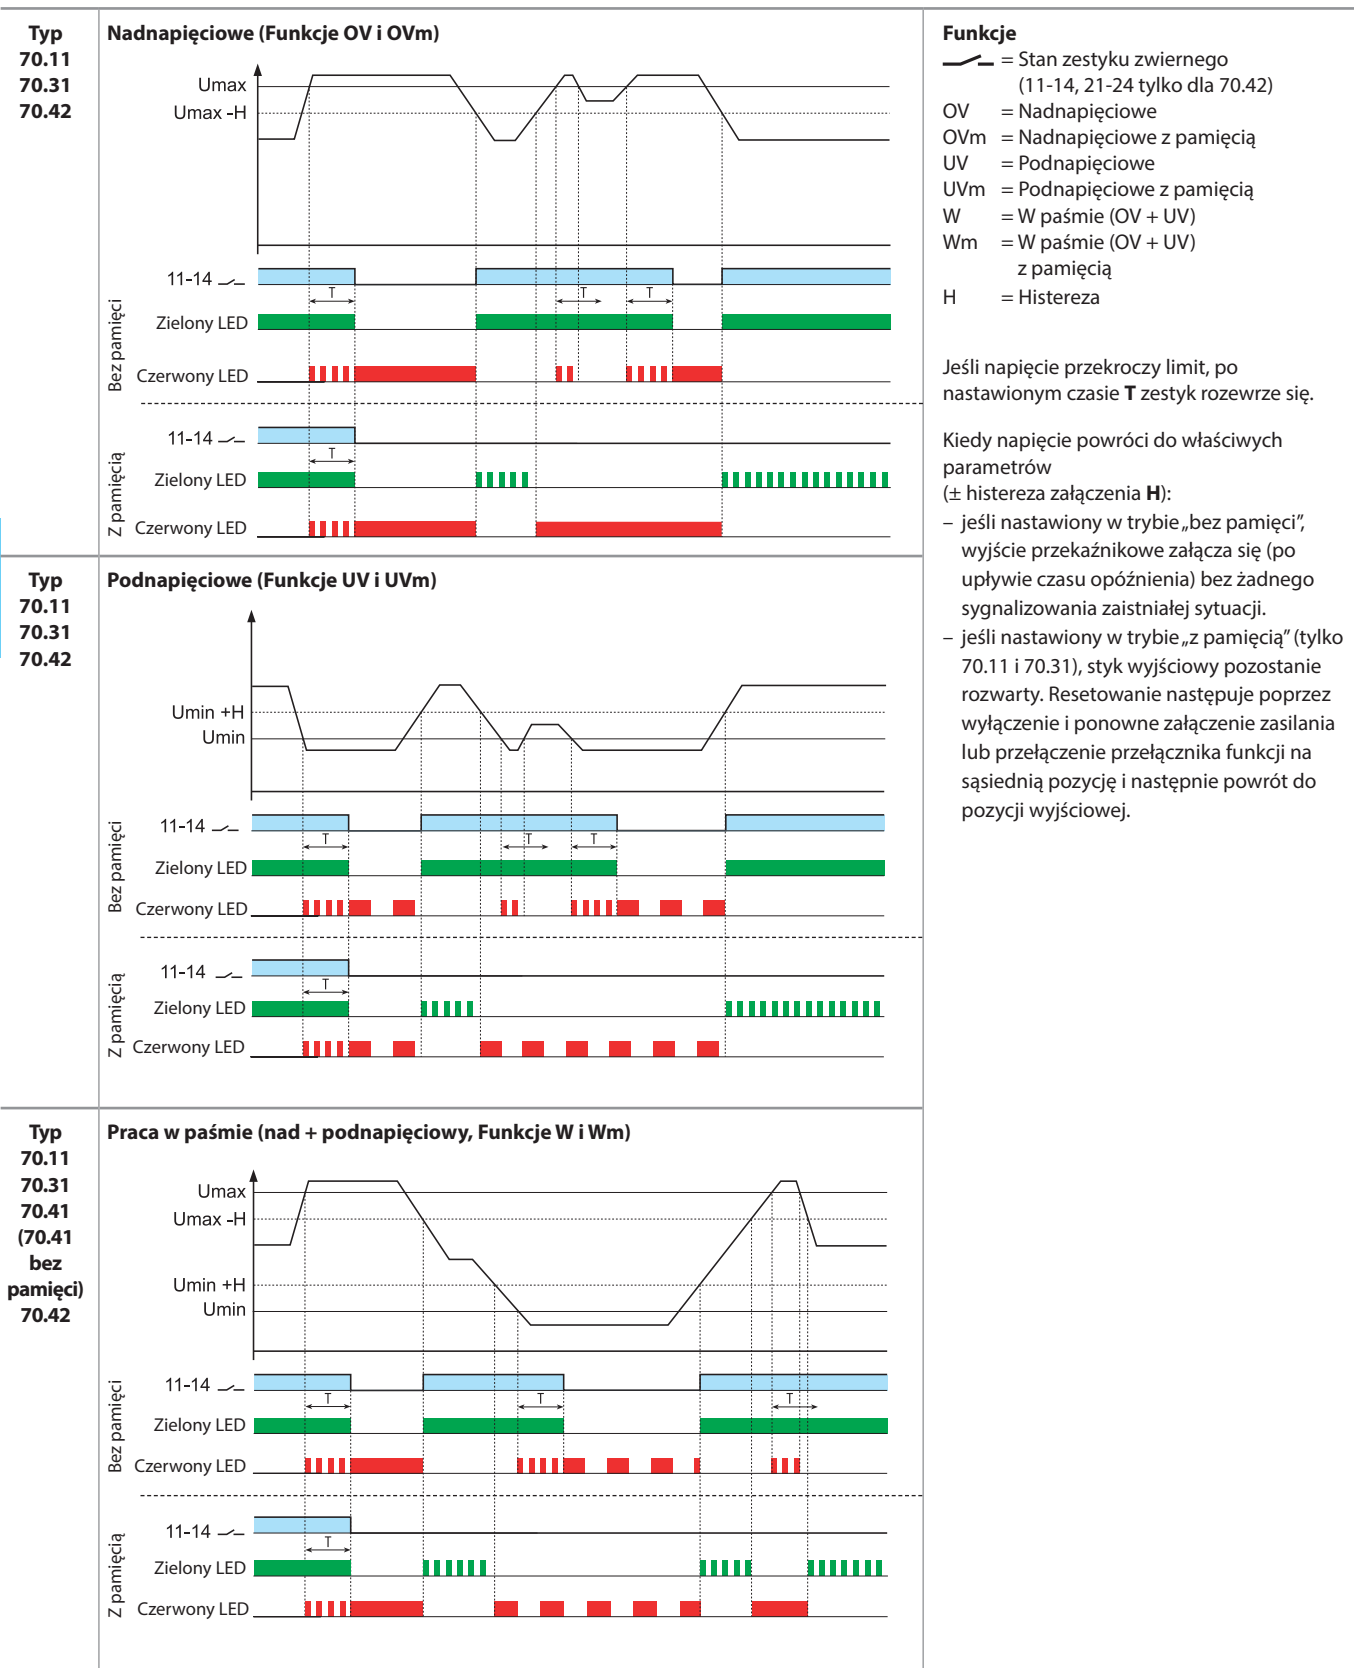 Typ
70.11
70.31
70.42
Nadnapięciowe (Funkcje OV i OVm)
Umax
Umax -H
Bez pamięci
11-14
T
T
T
Zielony LED
Czerwony LED
Z pamięcią
11-14
T
Zielony LED
Czerwony LED
Typ
70.11
70.31
70.42
Podnapięciowe (Funkcje UV i UVm)
Umin +H
Umin
Bez pamięci
11-14
T
T
T
Zielony LED
Czerwony LED
Z pamięcią
11-14
T
Zielony LED
Czerwony LED
Typ
70.11
70.31
70.41
(70.41
bez
pamięci)
70.42
Praca w paśmie (nad + podnapięciowy, Funkcje W i Wm)
Umax
Umax -H
Umin +H
Umin
Bez pamięci
11-14
T
T
T
Zielony LED
Czerwony LED
Z pamięcią
11-14
T
Zielony LED
Czerwony LED
Funkcje
= Stan zestyku zwiernego
(11-14, 21-24 tylko dla 70.42)
OV = Nadnapięciowe
OVm = Nadnapięciowe z pamięcią
UV = Podnapięciowe
UVm = Podnapięciowe z pamięcią
W = W paśmie (OV + UV)
Wm = W paśmie (OV + UV)
z pamięcią
H = Histereza
Jeśli napięcie przekroczy limit, po
nastawionym czasie T zestyk rozewrze się.
Kiedy napięcie powróci do właściwych
parametrów
(± histereza załączenia H):
– jeśli nastawiony w trybie „bez pamięci”,
wyjście przekaźnikowe załącza się (po
upływie czasu opóźnienia) bez żadnego
sygnalizowania zaistniałej sytuacji.
– jeśli nastawiony w trybie „z pamięcią” (tylko
70.11 i 70.31), styk wyjściowy pozostanie
rozwarty. Resetowanie następuje poprzez
wyłączenie i ponowne załączenie zasilania
lub przełączenie przełącznika funkcji na
sąsiednią pozycję i następnie powrót do
pozycji wyjściowej.